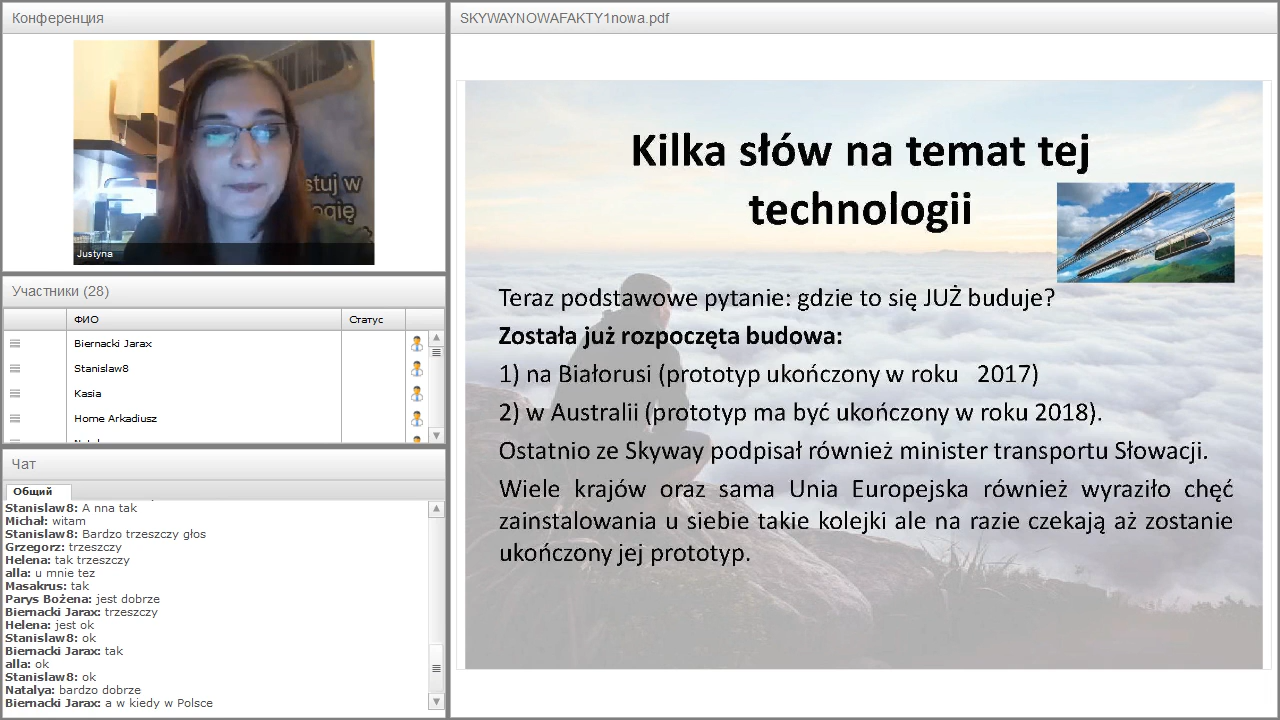 Конференция
stuj w
ogię
Justyna
Участники (28)
ФИО
Статус
Biernacki Jarax
Stanislaw8
Kasia
Home Arkadiusz
Чат
Общий
Stanislaw8: A nna tak
Michał: witam
Stanislaw8: Bardzo trzeszczy głos
Grzegorz: trzeszczy
Helena: tak trzeszczy
alla: u mnie tez
Masakrus: tak
Parys Bożena: jest dobrze
Biernacki Jarax: trzeszczy
Helena: jest ok
Stanislaw8: ok
Biernacki Jarax: tak
alla: ok
Stanislaw8: ok
Natalya: bardzo dobrze
Biernacki Jarax: a w kiedy w Polsce
SKYWAYNOWAFAKTY1nowa.pdf
Kilka słów na temat tej
technologii
Teraz podstawowe pytanie: gdzie to się JUŻ buduje?
Została już rozpoczęta budowa:
1) na Białorusi (prototyp ukończony w roku 2017)
2) w Australii (prototyp ma być ukończony w roku 2018).
Ostatnio ze Skyway podpisał również minister transportu Słowacji.
Wiele krajów oraz sama Unia Europejska również wyraziło chęć
zainstalowania u siebie takie kolejki ale na razie czekają aż zostanie
ukończony jej prototyp.